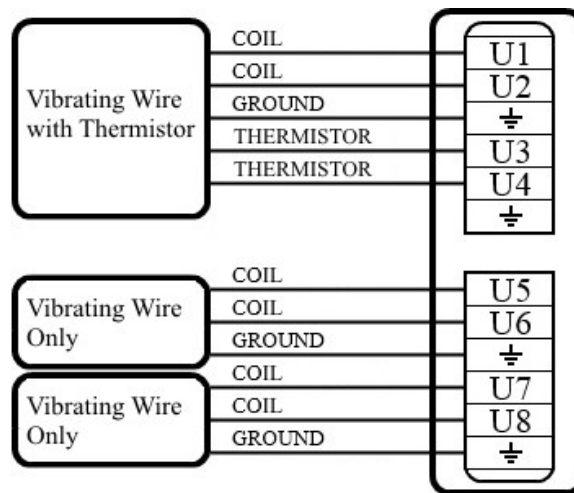 Vibrating Wire
with Thermistor
COIL
COIL
GROUND
THERMISTOR
THERMISTOR
U1
U2
U3
U4
Vibrating Wire
Only
COIL
COIL
GROUND
U5
U6
Vibrating Wire
Only
COIL
COIL
GROUND
U7
U8